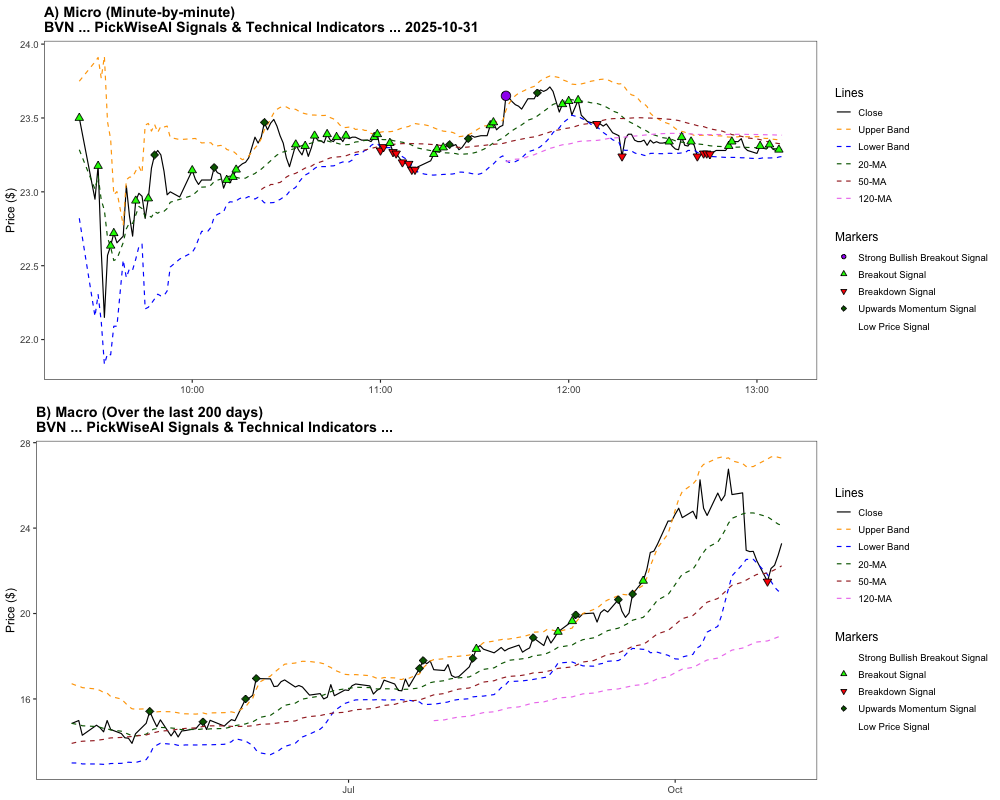 A) Micro (Minute-by-minute)
BVN ... PickWiseAI Signals & Technical Indicators ... 2025-10-31
24.0
23.5
23.0
22.5
22.0
Price ($)
10:00
11:00
12:00
13:00
Lines
Close
Upper Band
Lower Band
20-MA
50-MA
120-MA
Markers
Strong Bullish Breakout Signal
Breakout Signal
Breakdown Signal
Upwards Momentum Signal
Low Price Signal
B) Macro (Over the last 200 days)
BVN ... PickWiseAI Signals & Technical Indicators ...
28
24
20
16
Price ($)
Jul
Oct
Lines
Close
Upper Band
Lower Band
20-MA
50-MA
120-MA
Markers
Strong Bullish Breakout Signal
Breakout Signal
Breakdown Signal
Upwards Momentum Signal
Low Price Signal